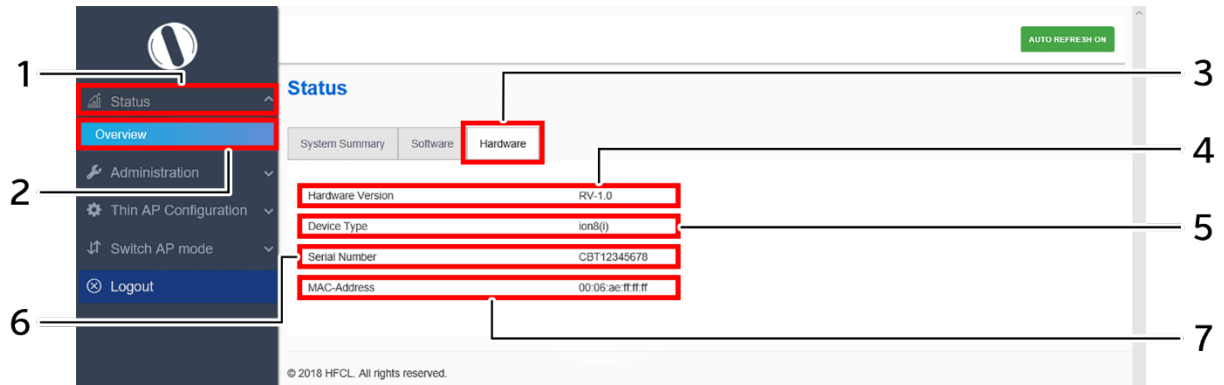 AUTO REFRESH ON
1
Status
Overview
2
Administration
Thin AP Configuration
Switch AP mode
Logout
6
Status
System Summary Software Hardware
3
Hardware Version RV-1.0
4
Device Type ion8(i)
5
Serial Number CBT12345678
MAC-Address 00:06:ae:ff:ff:ff
7
© 2018 HFCL. All rights reserved.